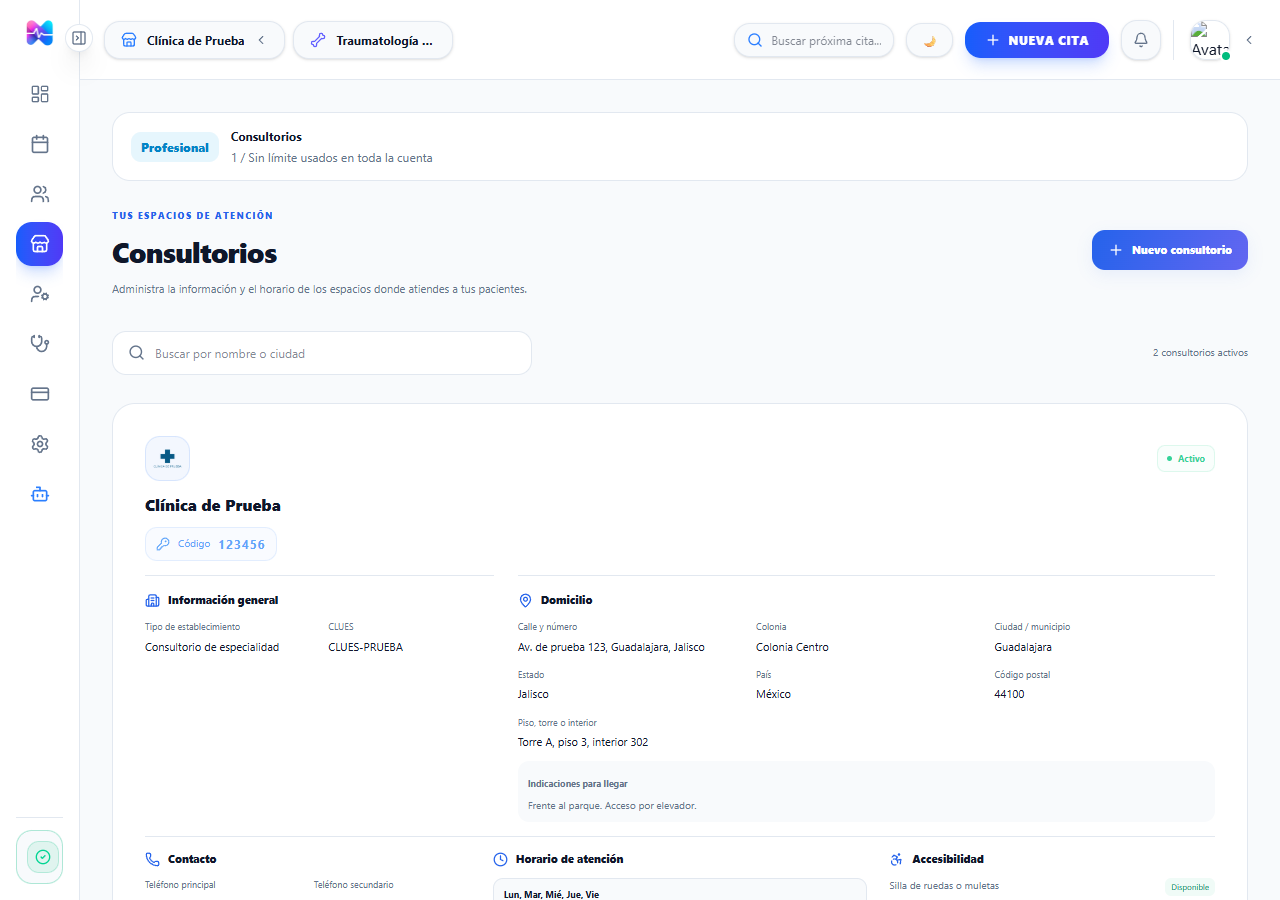 Clínica de Prueba
Traumatología ...
Buscar próxima cita...
NUEVA CITA
Avata
Profesional
Consultorios
1 / Sin límite usados en toda la cuenta
TUS ESPACIOS DE ATENCIÓN
Consultorios
Nuevo consultorio
Administra la información y el horario de los espacios donde atiendes a tus pacientes.
Buscar por nombre o ciudad
2 consultorios activos
Activo
Clínica de Prueba
Código 123456
Información general
Domicilio
Tipo de establecimiento
CLUES
Calle y número
Colonia
Ciudad / municipio
Consultorio de especialidad
CLUES-PRUEBA
Av. de prueba 123, Guadalajara, Jalisco
Colonia Centro
Guadalajara
Estado
País
Código postal
Jalisco
México
44100
Piso, torre o interior
Torre A, piso 3, interior 302
Indicaciones para llegar
Frente al parque. Acceso por elevador.
Contacto
Horario de atención
Accesibilidad
Teléfono principal
Teléfono secundario
Lun, Mar, Mié, Jue, Vie
Silla de ruedas o muletas
Disponible